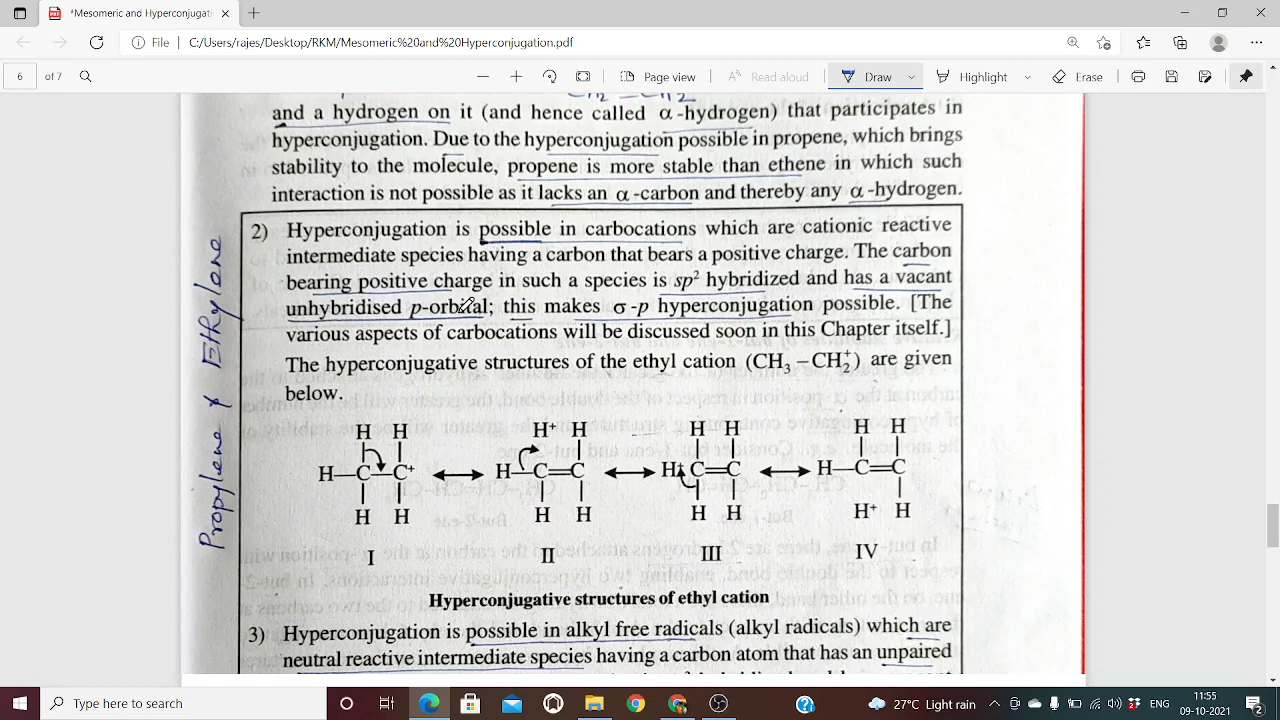 *Mesomeric and Hyperconjugat
File
C:/Users/rajes/Desktop/RKM/Mesomeric%20and%20Hyperconjugation.pdf
6 of 7
Page view
Read aloud
Draw
Highlight
Erase
and a hydrogen on it (and hence called α-hydrogen) that participates in
hyperconjugation. Due to the hyperconjugation possible in propene, which brings
stability to the molecule, propene is more stable than ethene in which such
interaction is not possible as it lacks an α-carbon and thereby any α-hydrogen.
Propylene & Ethylene
2) Hyperconjugation is possible in carbocations which are cationic reactive
intermediate species having a carbon that bears a positive charge. The carbon
bearing positive charge in such a species is sp² hybridized and has a vacant
unhybridised p-orbital; this makes σ-p hyperconjugation possible. [The
various aspects of carbocations will be discussed soon in this Chapter itself.]
The hyperconjugative structures of the ethyl cation (CH₃–CH₂⁺) are given
below.
H H H⁺ H H H H H
H—C—C⁺ ⟷ H—C=C ⟷ H⁺ C=C ⟷ H—C=C
H H H H H H H⁺ H
I II III IV
Hyperconjugative structures of ethyl cation
3) Hyperconjugation is possible in alkyl free radicals (alkyl radicals) which are
neutral reactive intermediate species having a carbon atom that has an unpaired
Type here to search
27°C Light rain
ENG
11:55
09-10-2021